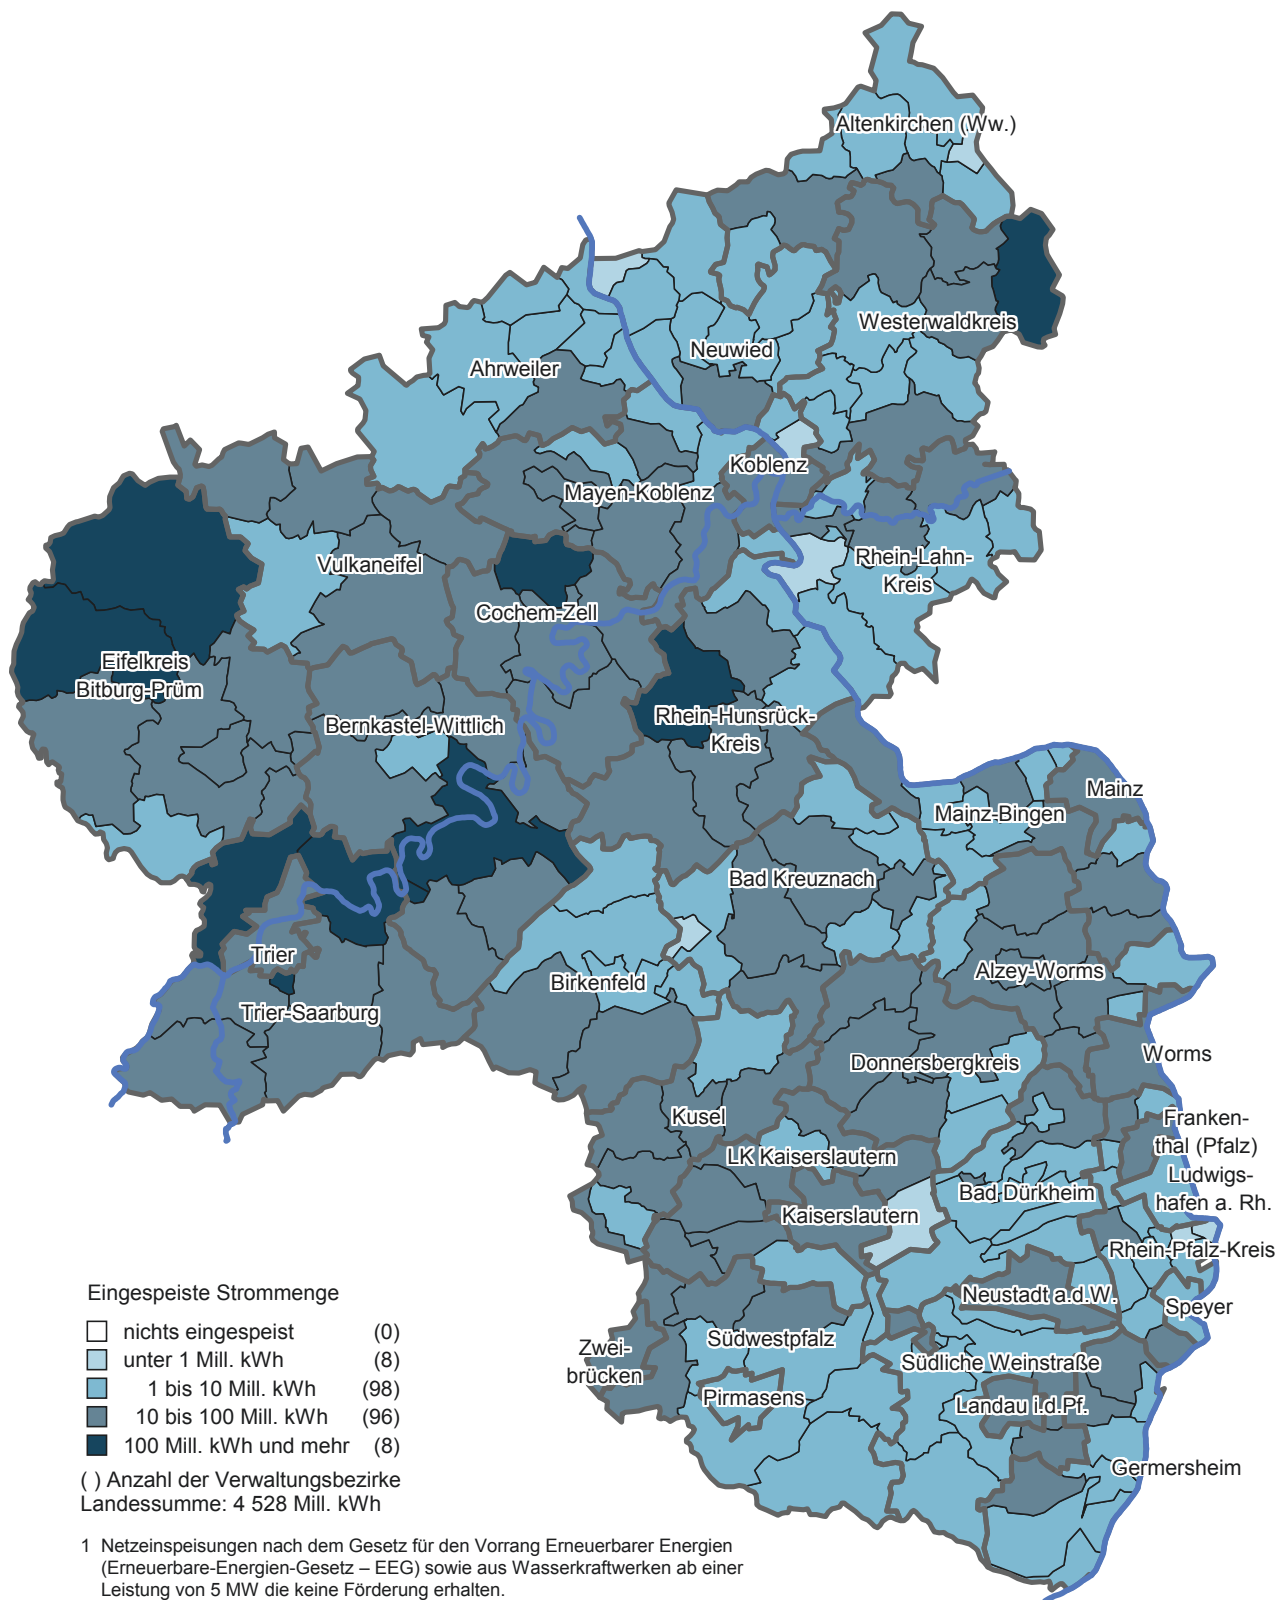 Altenkirchen (Ww.)
Westerwaldkreis
Neuwied
Ahrweiler
Koblenz
Mayen-Koblenz
Rhein-Lahn-
Kreis
Vulkaneifel
Cochem-Zell
Eifelkreis
Bitburg-Prüm
Bernkastel-Wittlich
Rhein-Hunsrück-
Kreis
Mainz
Mainz-Bingen
Bad Kreuznach
Trier
Alzey-Worms
Birkenfeld
Trier-Saarburg
Worms
Donnersbergkreis
Kusel
Franken-
thal (Pfalz)
LK Kaiserslautern
Ludwigs-
hafen a. Rh.
Bad Dürkheim
Kaiserslautern
Rhein-Pfalz-Kreis
Neustadt a.d.W.
Speyer
Südwestpfalz
Zwei-
brücken
Südliche Weinstraße
Pirmasens
Landau i.d.Pf.
Germersheim
Eingespeiste Strommenge
nichts eingespeist (0)
unter 1 Mill. kWh (8)
1 bis 10 Mill. kWh (98)
10 bis 100 Mill. kWh (96)
100 Mill. kWh und mehr (8)
( ) Anzahl der Verwaltungsbezirke
Landessumme: 4 528 Mill. kWh
1 Netzeinspeisungen nach dem Gesetz für den Vorrang Erneuerbarer Energien
(Erneuerbare-Energien-Gesetz – EEG) sowie aus Wasserkraftwerken ab einer
Leistung von 5 MW die keine Förderung erhalten.